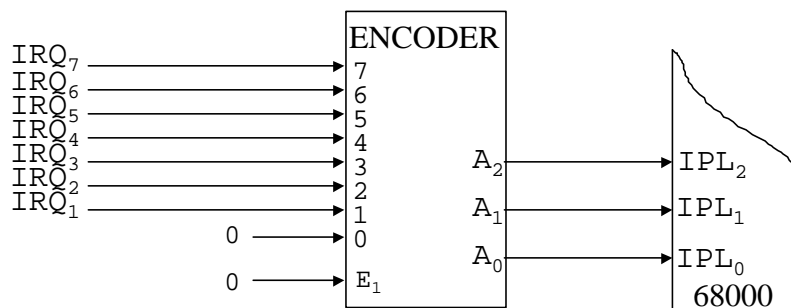 ENCODER
IRQ₇ 7
IRQ₆ 6
IRQ₅ 5
IRQ₄ 4
IRQ₃ 3 A₂ IPL₂
IRQ₂ 2
IRQ₁ 1 A₁ IPL₁
0 0
A₀ IPL₀
0 E₁
68000